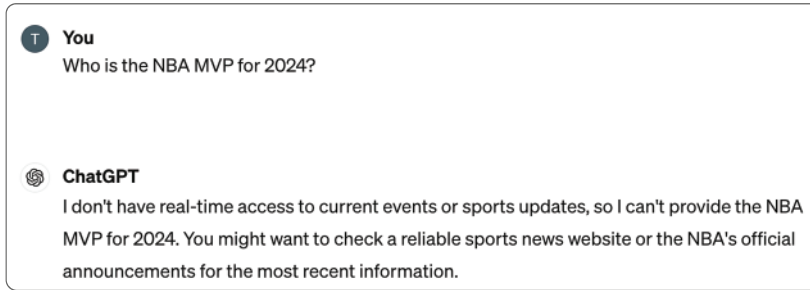 T
You
Who is the NBA MVP for 2024?
ChatGPT
I don't have real-time access to current events or sports updates, so I can't provide the NBA
MVP for 2024. You might want to check a reliable sports news website or the NBA's official
announcements for the most recent information.